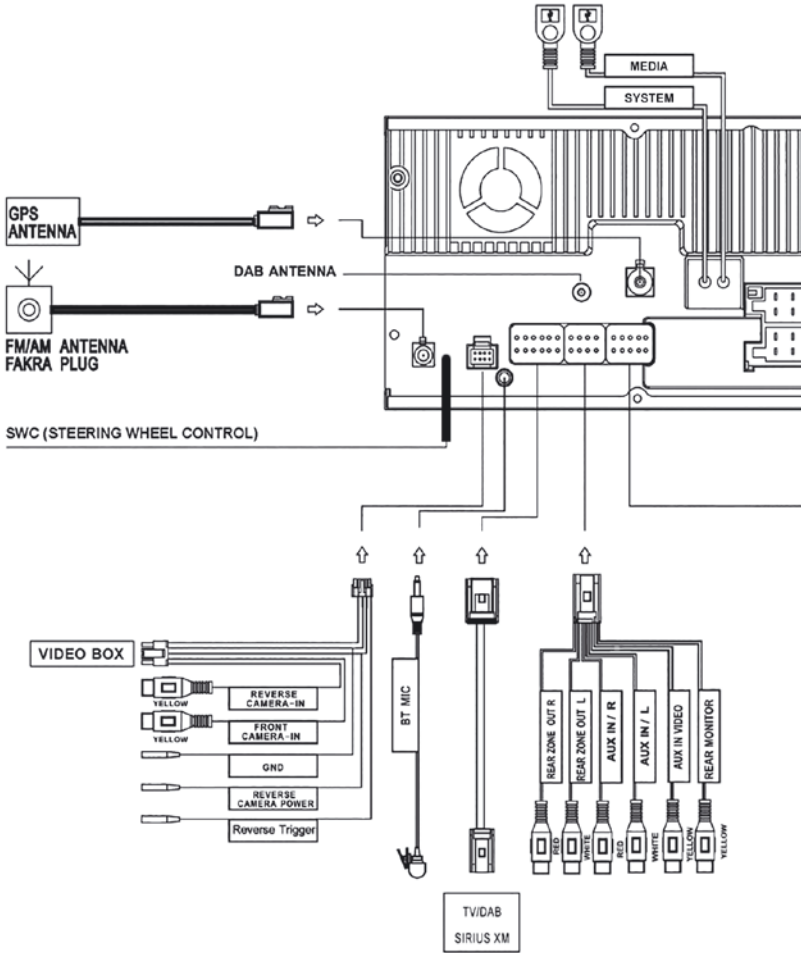 MEDIA
SYSTEM
GPS
ANTENNA
DAB ANTENNA
FM/AM ANTENNA
FAKRA PLUG
SWC (STEERING WHEEL CONTROL)
VIDEO BOX
YELLOW
REVERSE
CAMERA-IN
YELLOW
FRONT
CAMERA-IN
GND
REVERSE
CAMERA POWER
Reverse Trigger
BT MIC
TV/DAB
SIRIUS XM
REAR ZONE OUT R
REAR ZONE OUT L
AUX IN / R
AUX IN / L
AUX IN VIDEO
REAR MONITOR
RED
WHITE
RED
WHITE
YELLOW
YELLOW